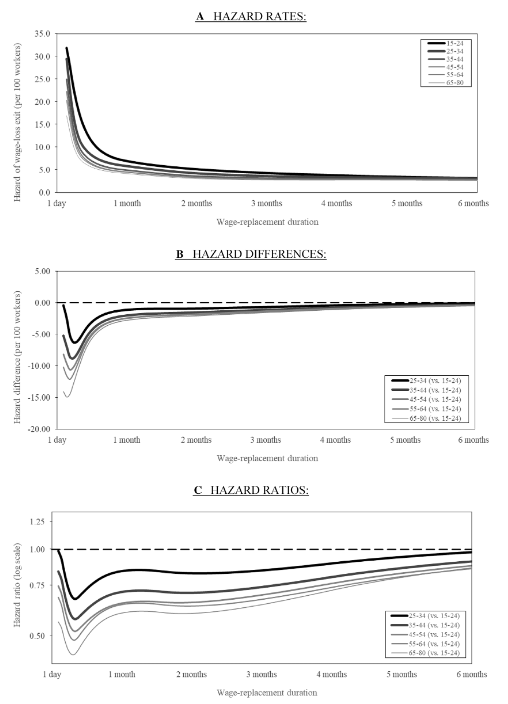 A HAZARD RATES:
35.0
30.0
25.0
20.0
15.0
10.0
5.0
0.0
Hazard of wage-loss exit (per 100 workers)
15-24
25-34
35-44
45-54
55-64
65-80
1 day 1 month 2 months 3 months 4 months 5 months 6 months
Wage-replacement duration
B HAZARD DIFFERENCES:
5.00
0.00
-5.00
-10.00
-15.00
-20.00
Hazard difference (per 100 workers)
25-34 (vs. 15-24)
35-44 (vs. 15-24)
45-54 (vs. 15-24)
55-64 (vs. 15-24)
65-80 (vs. 15-24)
1 day 1 month 2 months 3 months 4 months 5 months 6 months
Wage-replacement duration
C HAZARD RATIOS:
1.25
1.00
0.75
0.50
Hazard ratio (log scale)
25-34 (vs. 15-24)
35-44 (vs. 15-24)
45-54 (vs. 15-24)
55-64 (vs. 15-24)
65-80 (vs. 15-24)
1 day 1 month 2 months 3 months 4 months 5 months 6 months
Wage-replacement duration